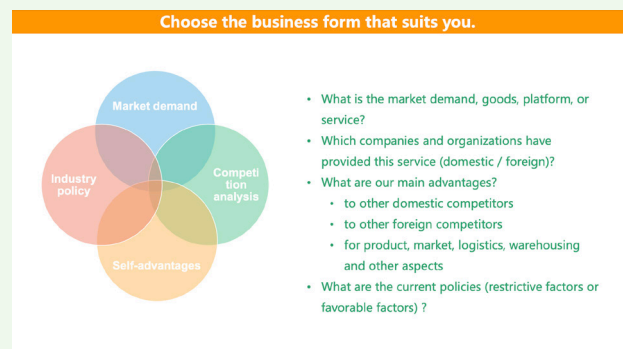 Choose the business form that suits you.
Market demand
Industry
policy
Competi
tion
analysis
Self-advantages
• What is the market demand, goods, platform, or
service?
• Which companies and organizations have
provided this service (domestic / foreign)?
• What are our main advantages?
• to other domestic competitors
• to other foreign competitors
• for product, market, logistics, warehousing
and other aspects
• What are the current policies (restrictive factors or
favorable factors) ?